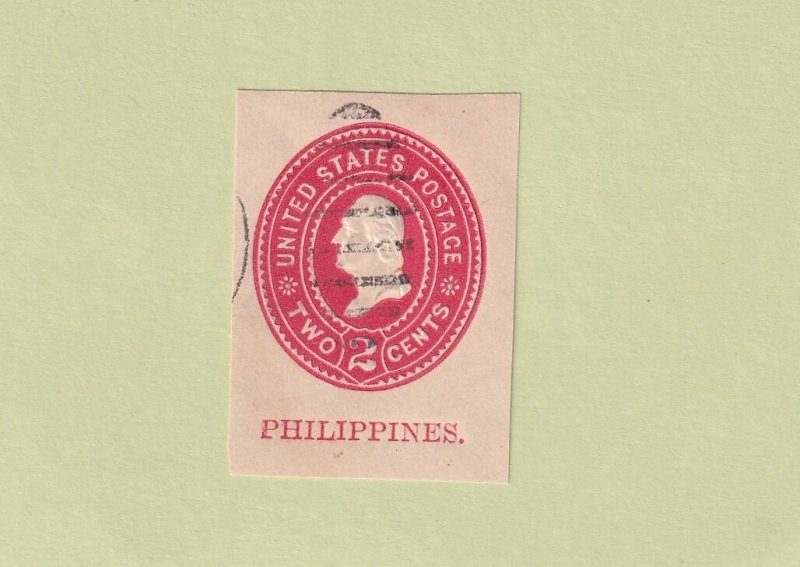 UNITED STATES POSTAGE
TWO 2 CENTS
PHILIPPINES.